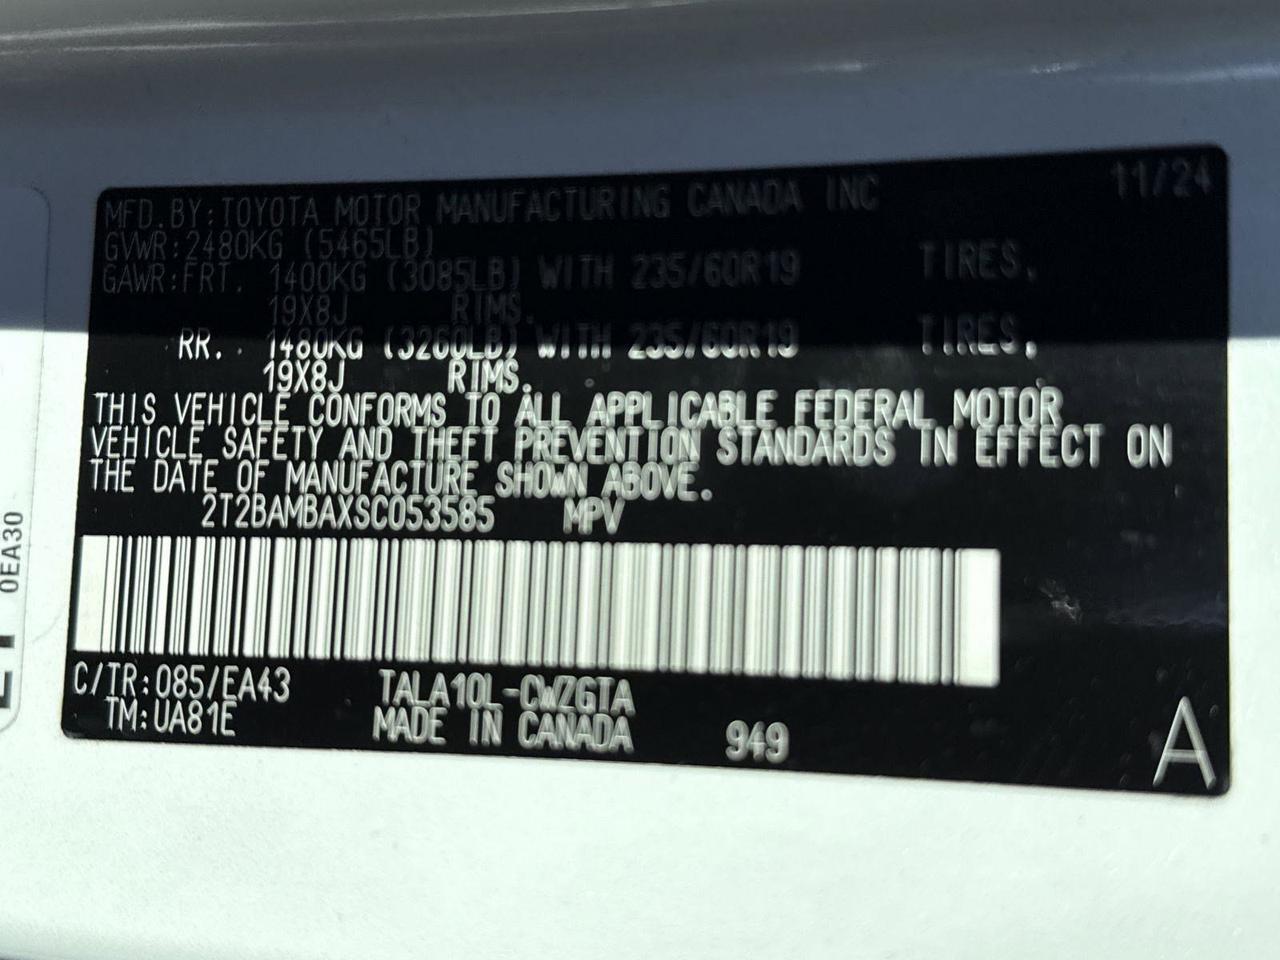 MFD.BY:TOYOTA MOTOR MANUFACTURING CANADA INC 11/24
GVWR:2480KG (5465LB)
GAWR:FRT. 1400KG (3085LB) WITH 235/60R19 TIRES,
19X8J RIMS.
RR. 1480KG (3260LB) WITH 235/60R19 TIRES,
19X8J RIMS.
THIS VEHICLE CONFORMS TO ALL APPLICABLE FEDERAL MOTOR
VEHICLE SAFETY AND THEFT PREVENTION STANDARDS IN EFFECT ON
THE DATE OF MANUFACTURE SHOWN ABOVE.
2T2BAMBAXSC053585 MPV
C/TR:085/EA43 TALA10L-CWZGTA
TM:UA81E MADE IN CANADA 949
A
0EA30